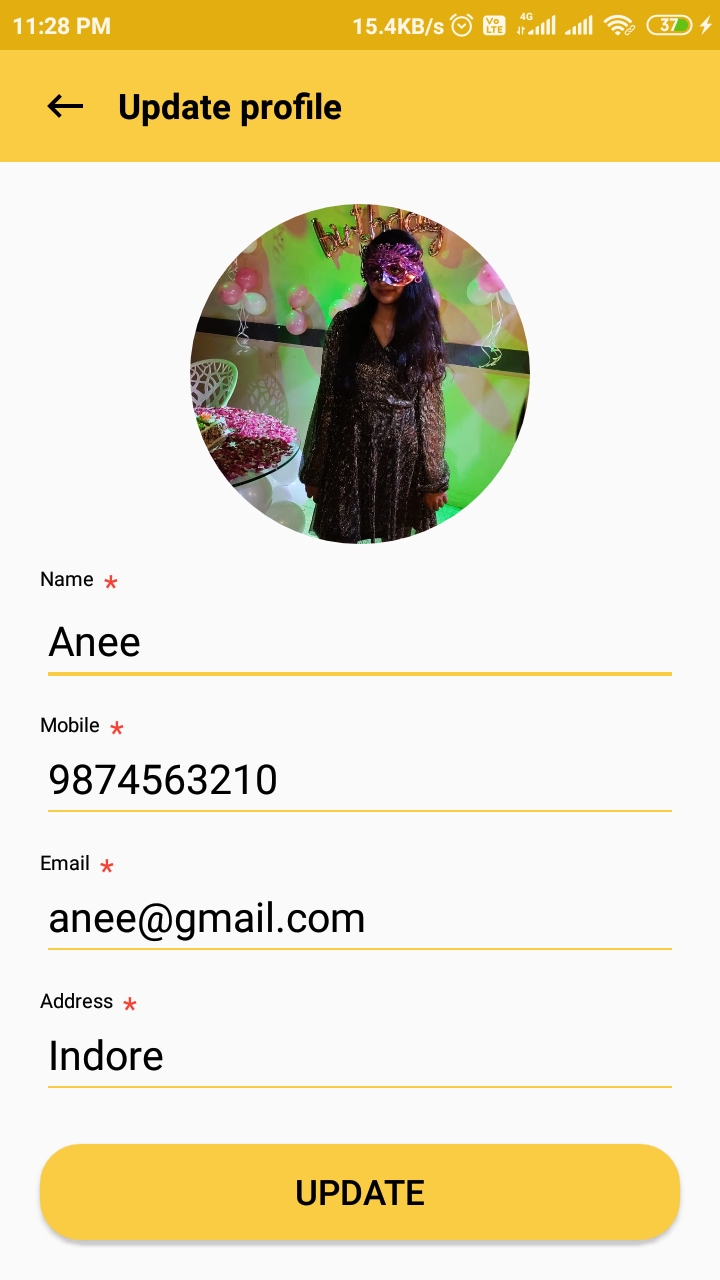 11:28 PM 15.4KB/s Vo LTE 4G 37
Update profile
birthday
Name *
Anee
Mobile *
9874563210
Email *
anee@gmail.com
Address *
Indore
UPDATE